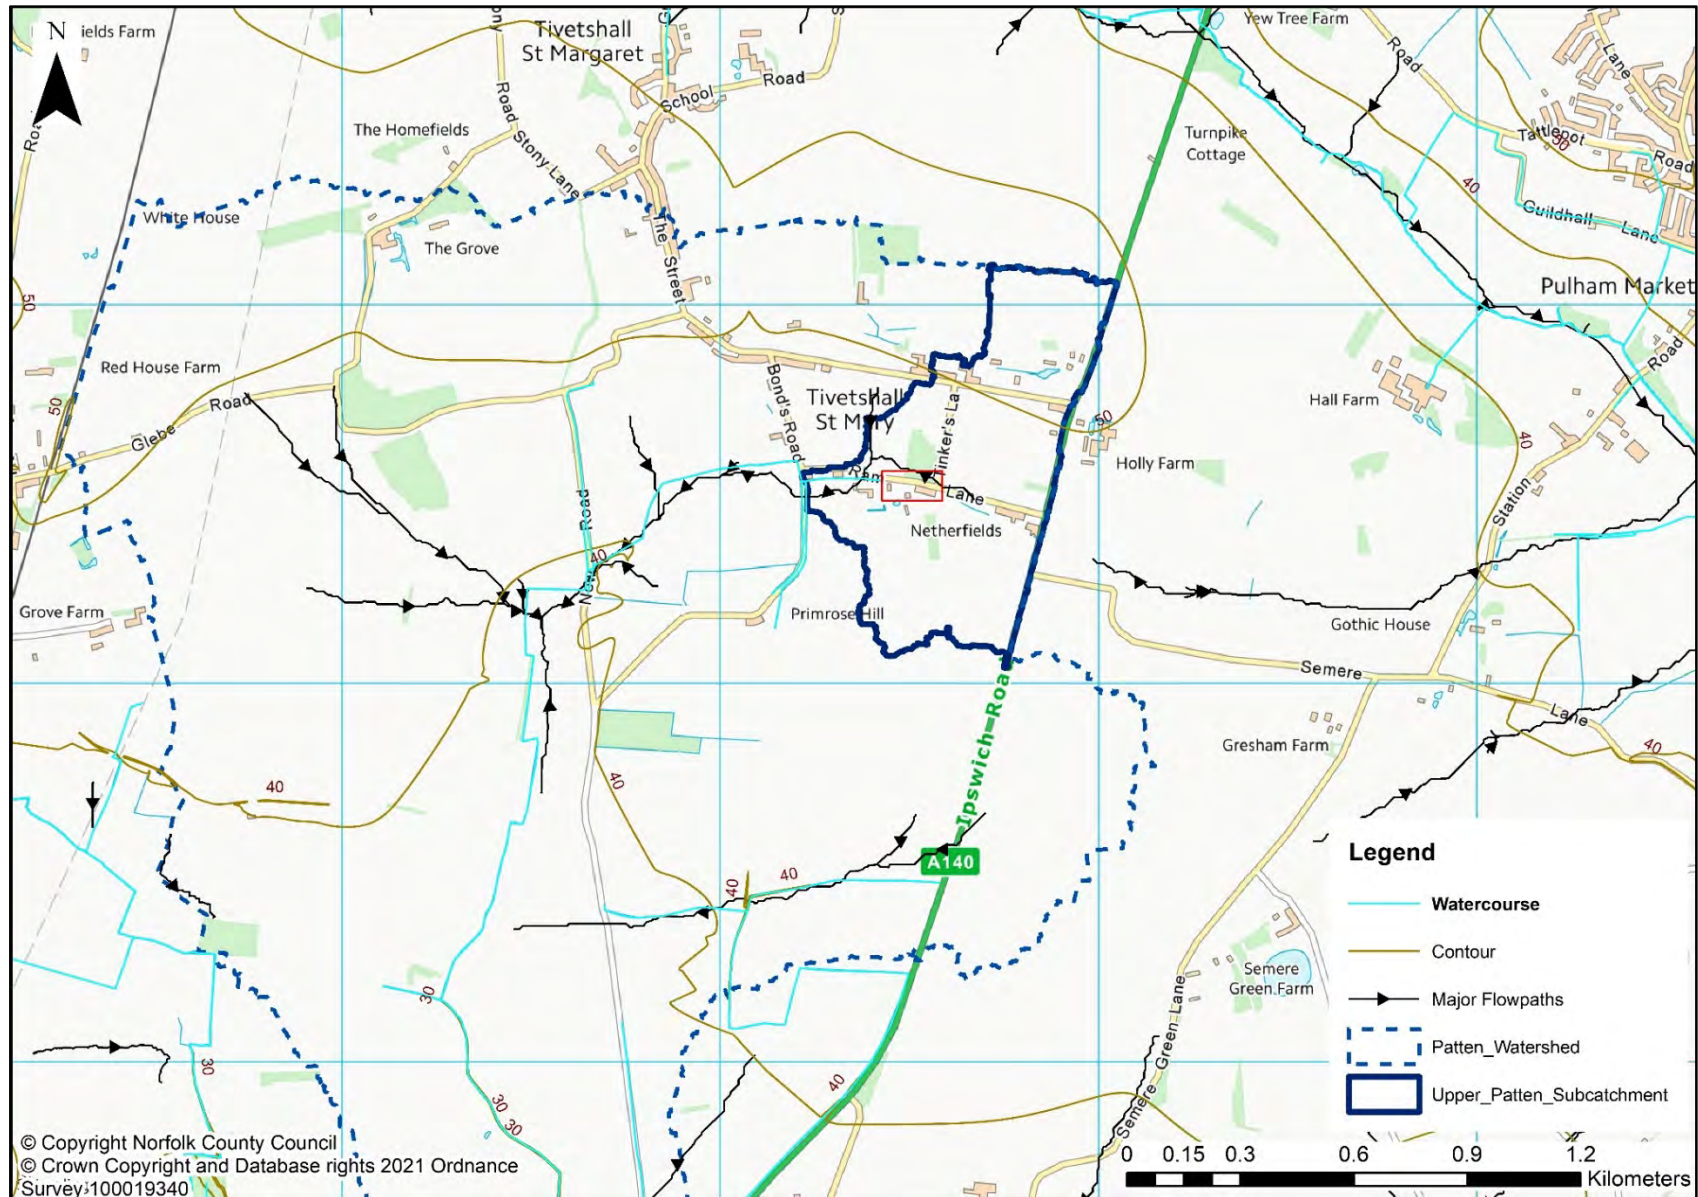 N
ields Farm
Tivetshall
St Margaret
Yew Tree Farm
Road
Lane
School Road
The Homefields
Road
Stony Lane
Turnpike
Cottage
Tattlepot
Road
50
40
Guildhall Lane
White House
The Grove
The Street
Pulham Market
50
Road
Red House Farm
Bond's Road
Tivetshall
St Mary
Tinker's La
Hall Farm
50
Road
Glebe
50
40
Holly Farm
Ram
Lane
Station
Netherfields
Road
40
Grove Farm
Primrose Hill
Gothic House
Semere
Lane
Gresham Farm
40
40
40
Ipswich Road
A140
40
40
Semere
Green Farm
Semere Green Lane
30
30
30
30
40
Legend
Watercourse
Contour
Major Flowpaths
Patten_Watershed
Upper_Patten_Subcatchment
© Copyright Norfolk County Council
© Crown Copyright and Database rights 2021 Ordnance
Survey 100019340
0 0.15 0.3 0.6 0.9 1.2
Kilometers